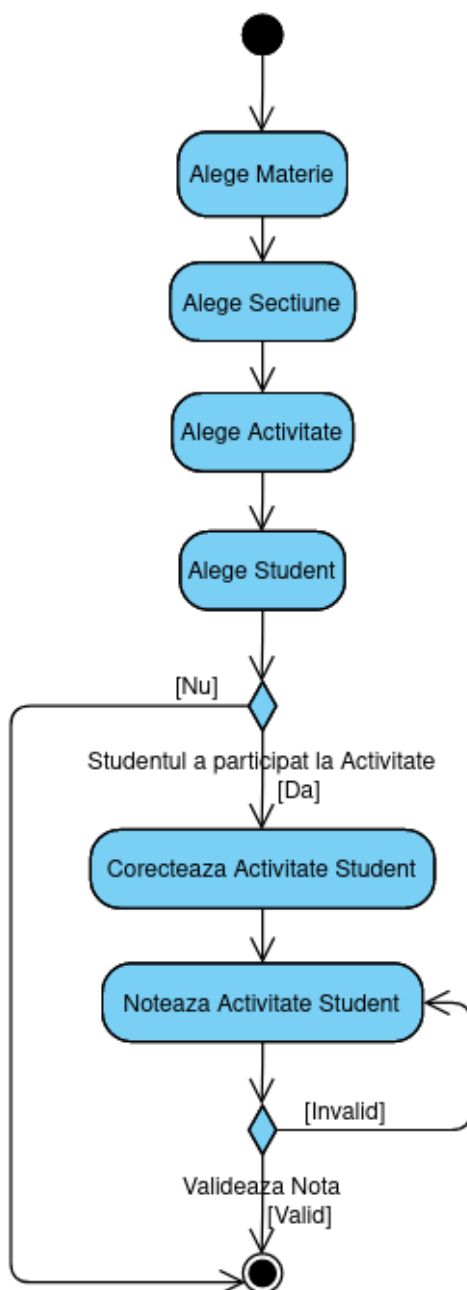 Alege Materie
Alege Sectiune
Alege Activitate
Alege Student
[Nu]
Studentul a participat la Activitate
[Da]
Corecteaza Activitate Student
Noteaza Activitate Student
[Invalid]
Valideaza Nota
[Valid]